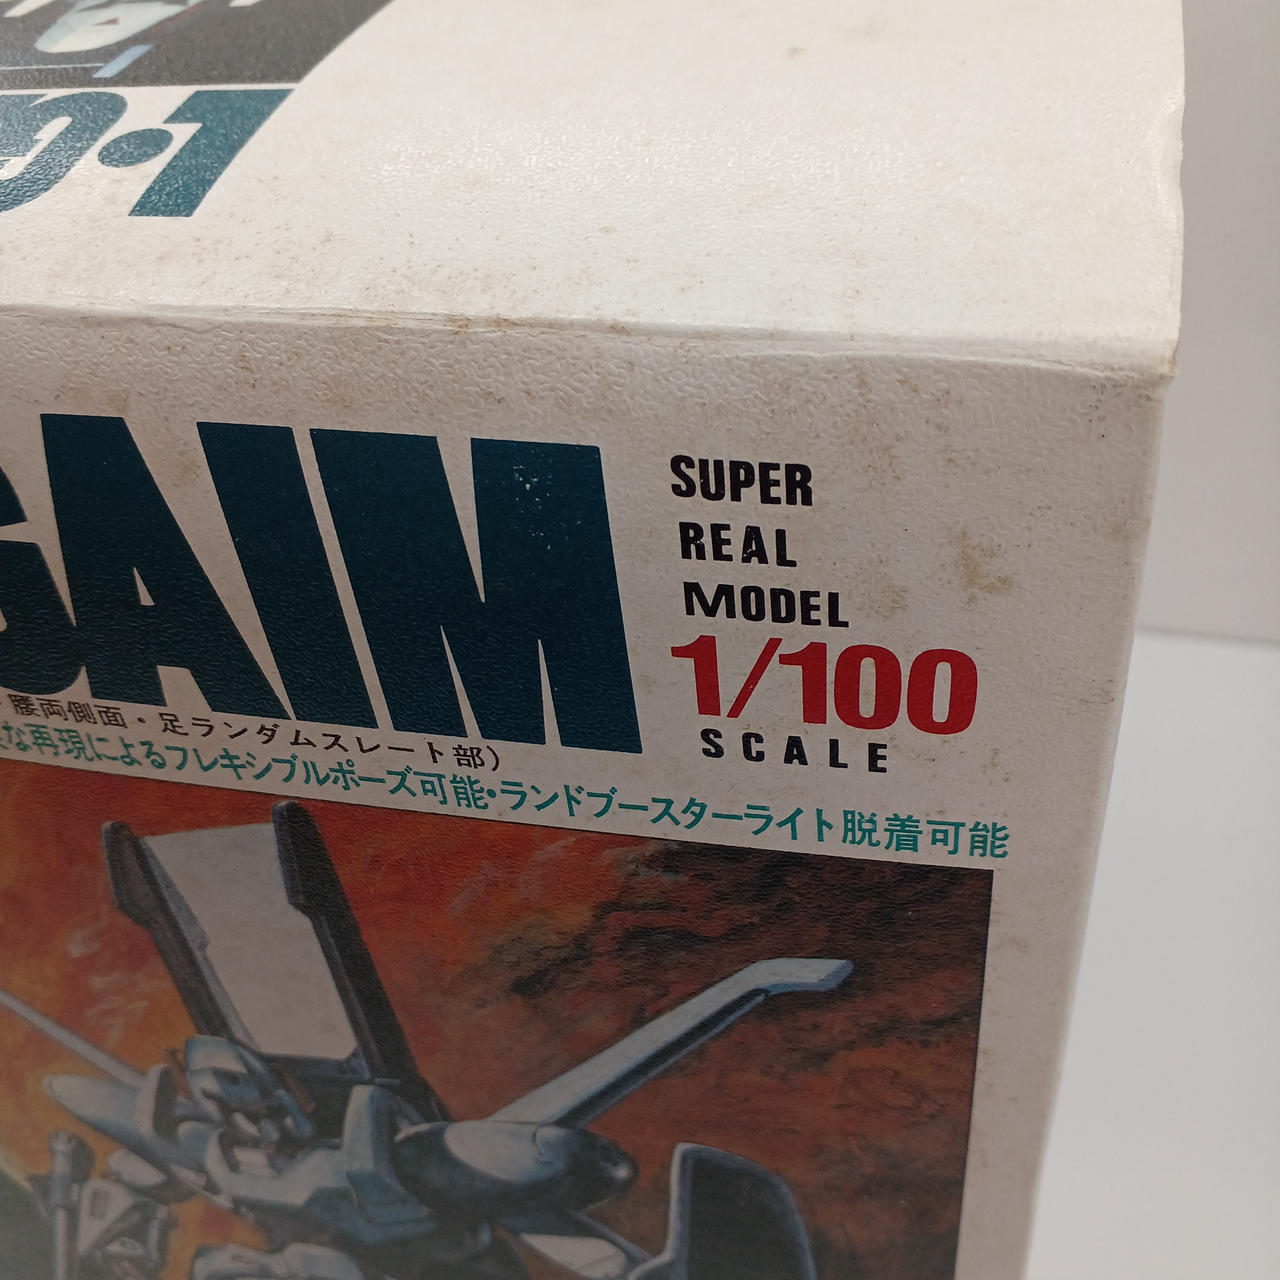 D・1
GAIM
SUPER
REAL
MODEL
1/100
SCALE
・腰両側面・足ランダムスレート部)
な再現によるフレキシブルポーズ可能・ランドブースターライト脱着可能